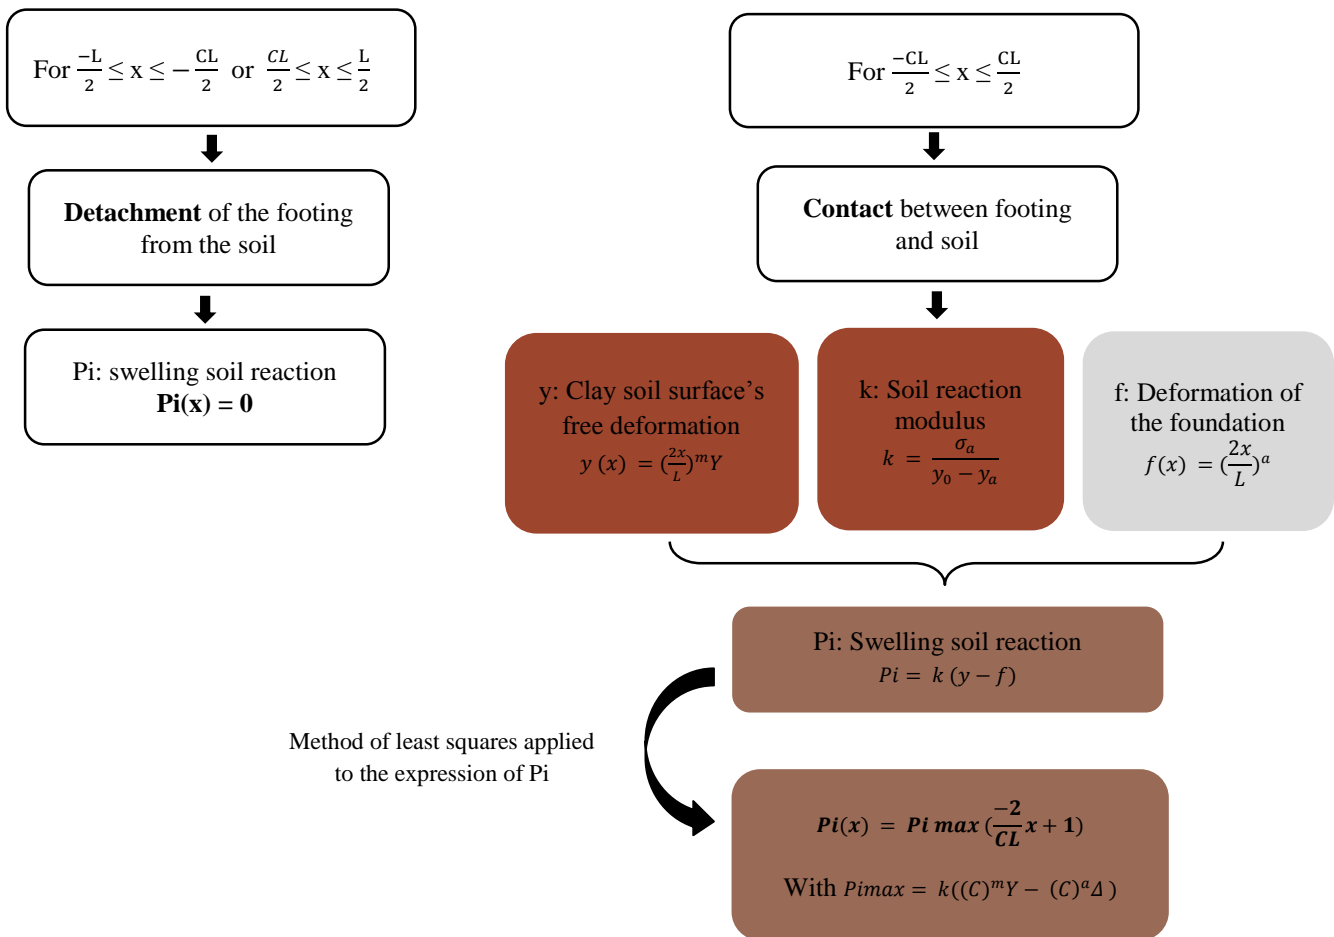 For -L/2 ≤ x ≤ − CL/2 or CL/2 ≤ x ≤ L/2
Detachment of the footing
from the soil
Pi: swelling soil reaction
Pi(x) = 0
For -CL/2 ≤ x ≤ CL/2
Contact between footing
and soil
y: Clay soil surface’s
free deformation
y (x) = (2x/L)^m Y
k: Soil reaction
modulus
k = σ_a / (y_0 − y_a)
f: Deformation of
the foundation
f(x) = (2x/L)^a
Pi: Swelling soil reaction
Pi = k (y − f)
Method of least squares applied
to the expression of Pi
Pi(x) = Pi max (−2/CL x + 1)
With Pimax = k((C)^m Y − (C)^a Δ )